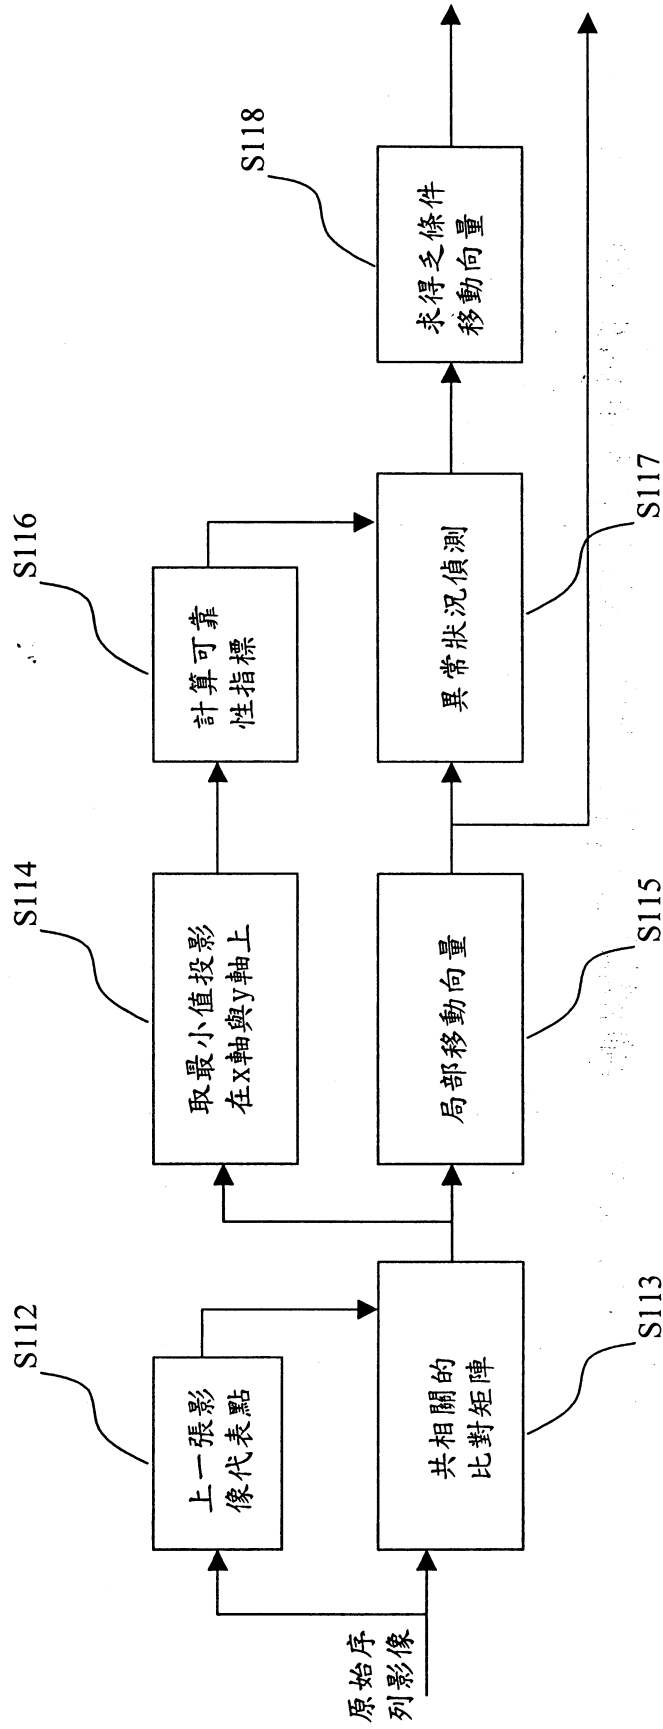 原始序
列影像
S112
上一張影
像代表點
共相關的
比對矩陣
S113
S114
取最小值投影
在x軸與y軸上
局部移動向量
S115
S116
計算可靠
性指標
異常狀況偵測
S117
S118
求得乏條件
移動向量